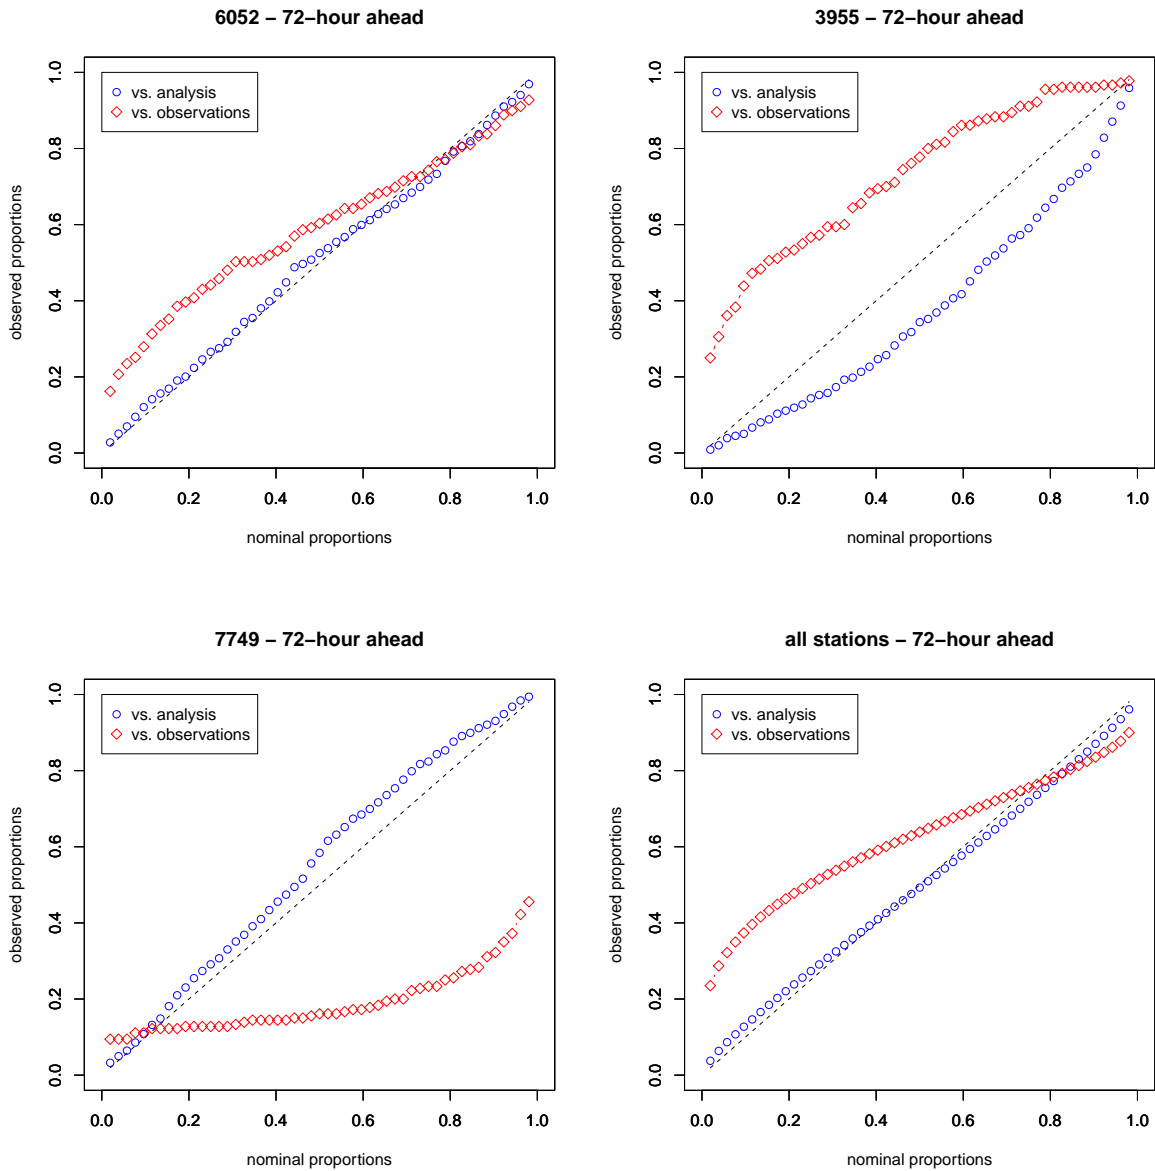 6052 – 72−hour ahead
vs. analysis
vs. observations
observed proportions
1.0
0.8
0.6
0.4
0.2
0.0
0.0 0.2 0.4 0.6 0.8 1.0
nominal proportions
3955 – 72−hour ahead
vs. analysis
vs. observations
observed proportions
1.0
0.8
0.6
0.4
0.2
0.0
0.0 0.2 0.4 0.6 0.8 1.0
nominal proportions
7749 – 72−hour ahead
vs. analysis
vs. observations
observed proportions
1.0
0.8
0.6
0.4
0.2
0.0
0.0 0.2 0.4 0.6 0.8 1.0
nominal proportions
all stations – 72−hour ahead
vs. analysis
vs. observations
observed proportions
1.0
0.8
0.6
0.4
0.2
0.0
0.0 0.2 0.4 0.6 0.8 1.0
nominal proportions